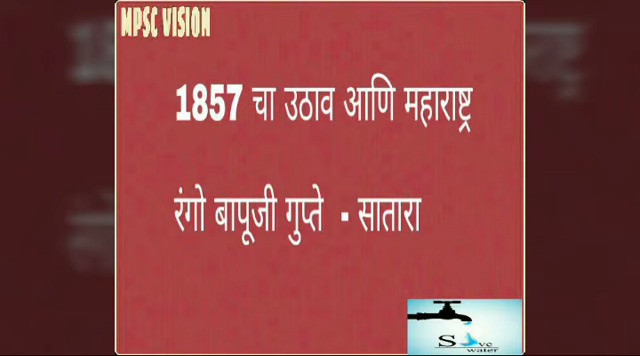 MPSC VISION
1857 चा उठाव आणि महाराष्ट्र
रंगो बापूजी गुप्ते - सातारा
Save
water